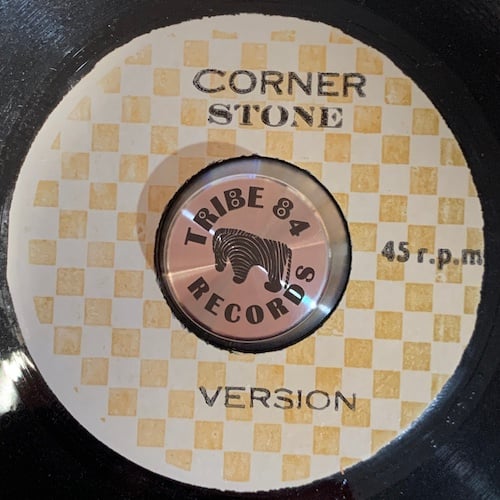 CORNER
STONE
TRIBE 84
RECORDS
45 r.p.m
VERSION